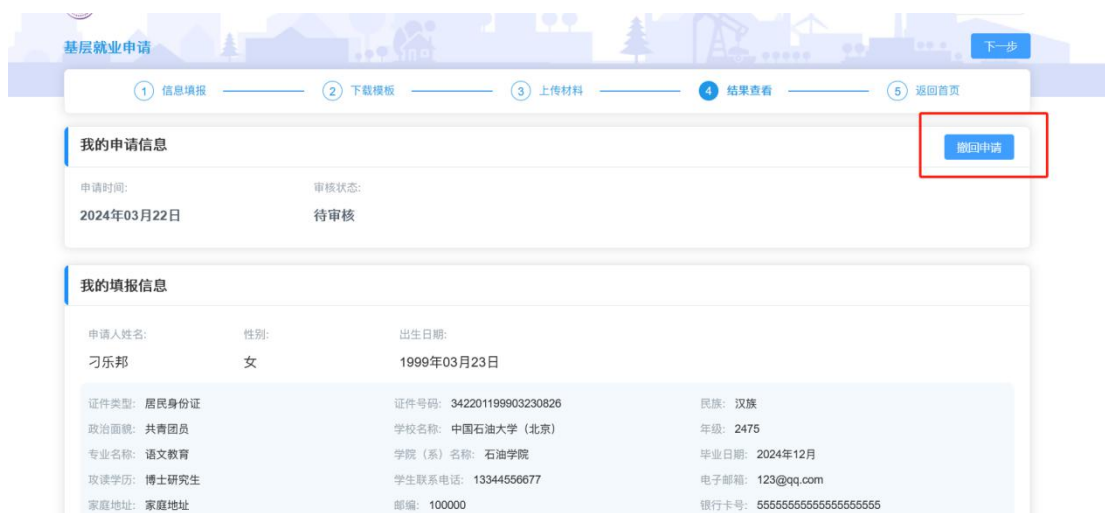 基层就业申请
下一步
1 信息填报 2 下载模板 3 上传材料 4 结果查看 5 返回首页
我的申请信息
撤回申请
申请时间: 审核状态:
2024年03月22日 待审核
我的填报信息
申请人姓名: 性别: 出生日期:
刁乐邦 女 1999年03月23日
证件类型: 居民身份证 证件号码: 342201199903230826 民族: 汉族
政治面貌: 共青团员 学校名称: 中国石油大学（北京） 年级: 2475
专业名称: 语文教育 学院（系）名称: 石油学院 毕业日期: 2024年12月
攻读学历: 博士研究生 学生联系电话: 13344556677 电子邮箱: 123@qq.com
家庭地址: 家庭地址 邮编: 100000 银行卡号: 55555555555555555555